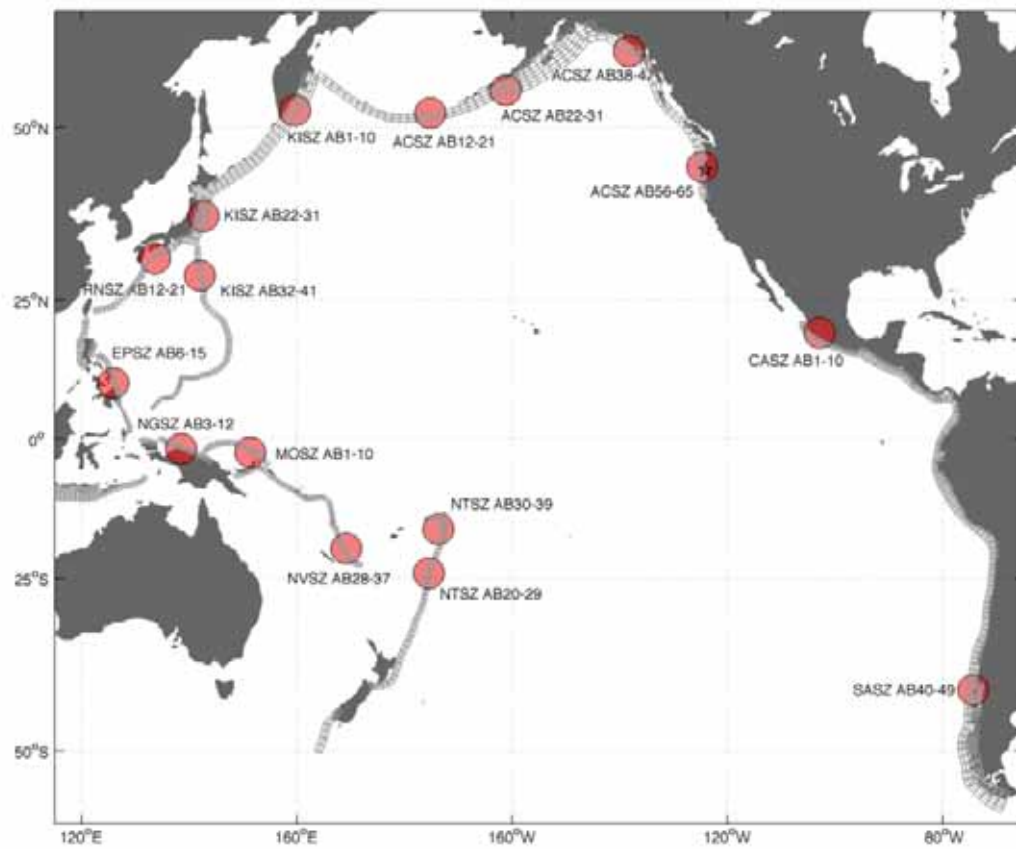 ACSZ AB38-47
KISZ AB1-10
ACSZ AB12-21
ACSZ AB22-31
50°N
ACSZ AB56-65
KISZ AB22-31
RNSZ AB12-21
KISZ AB32-41
25°N
EPSZ AB6-15
CASZ AB1-10
NGSZ AB3-12
0°
MOSZ AB1-10
NTSZ AB30-39
NVSZ AB28-37
25°S
NTSZ AB20-29
SASZ AB40-49
50°S
120°E 160°E 160°W 120°W 80°W